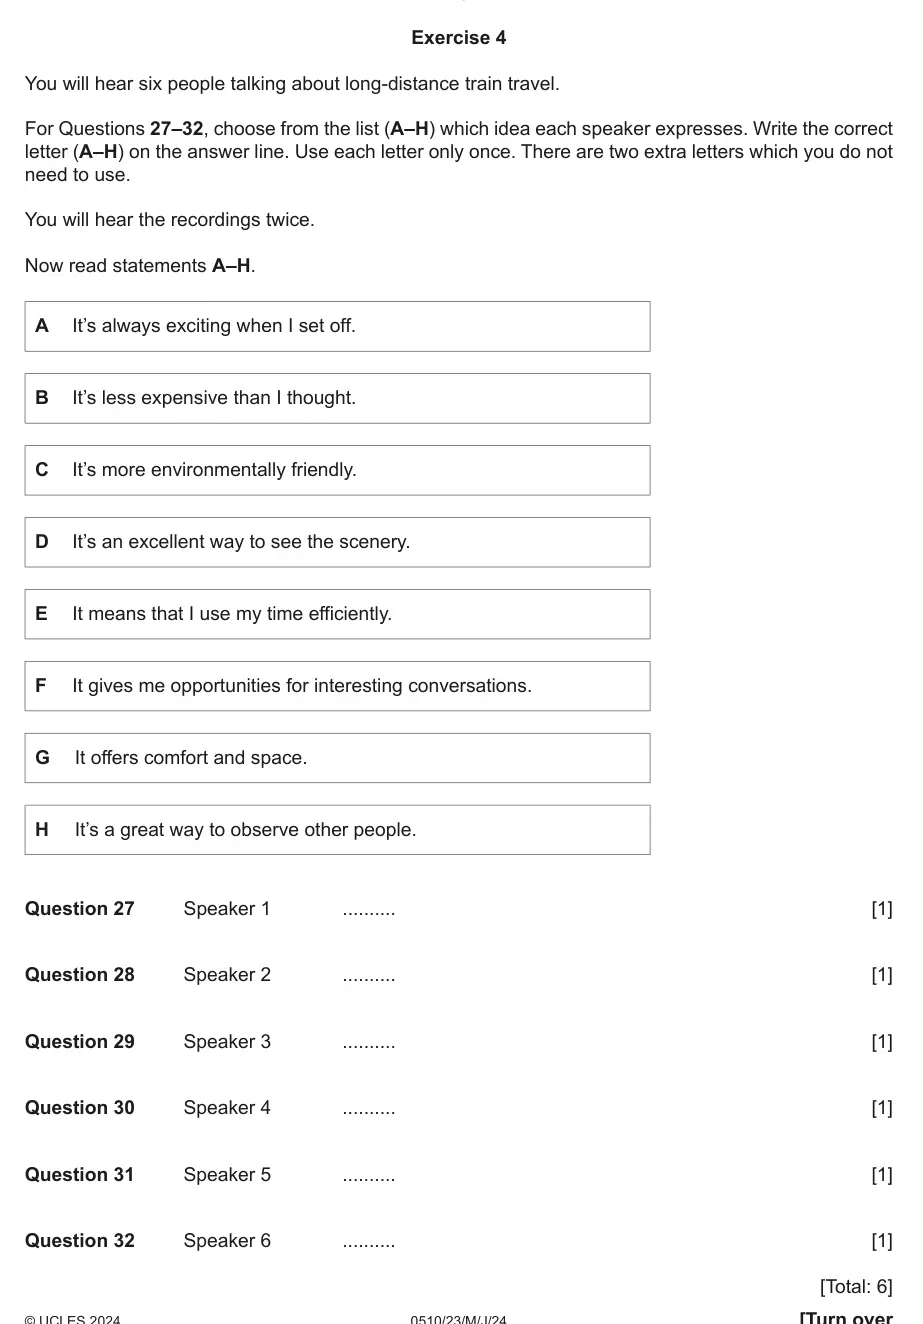 Exercise 4
You will hear six people talking about long-distance train travel.
For Questions 27–32, choose from the list (A–H) which idea each speaker expresses. Write the correct
letter (A–H) on the answer line. Use each letter only once. There are two extra letters which you do not
need to use.
You will hear the recordings twice.
Now read statements A–H.
A It’s always exciting when I set off.
B It’s less expensive than I thought.
C It’s more environmentally friendly.
D It’s an excellent way to see the scenery.
E It means that I use my time efficiently.
F It gives me opportunities for interesting conversations.
G It offers comfort and space.
H It’s a great way to observe other people.
Question 27 Speaker 1 .......... [1]
Question 28 Speaker 2 .......... [1]
Question 29 Speaker 3 .......... [1]
Question 30 Speaker 4 .......... [1]
Question 31 Speaker 5 .......... [1]
Question 32 Speaker 6 .......... [1]
[Total: 6]
© UCLES 2024 0510/23/M/J/24 [Turn over